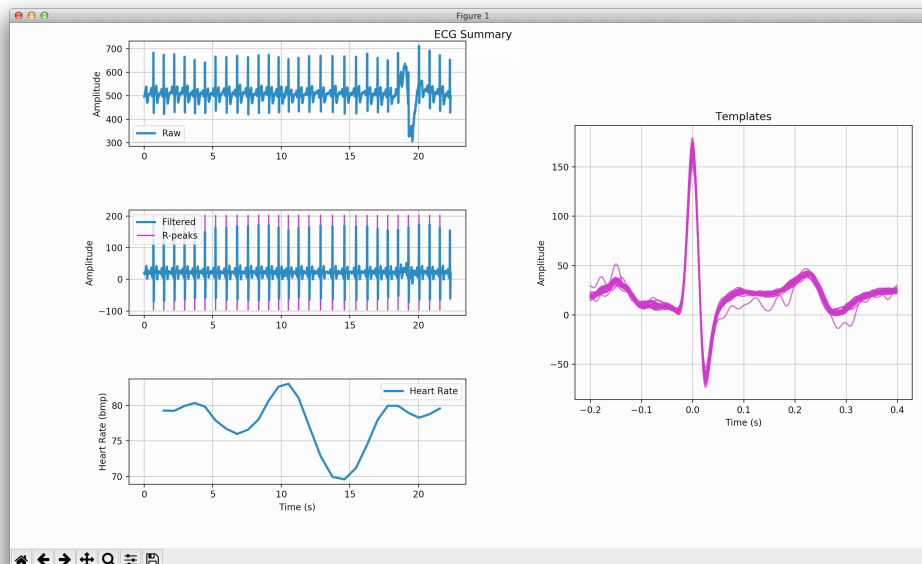 Figure 1
ECG Summary
700
600
500
400
300
Amplitude
Raw
0 5 10 15 20
200
100
0
−100
Amplitude
Filtered
R-peaks
0 5 10 15 20
80
75
70
Heart Rate (bmp)
Heart Rate
0 5 10 15 20
Time (s)
Templates
150
100
50
0
−50
Amplitude
−0.2 −0.1 0.0 0.1 0.2 0.3 0.4
Time (s)